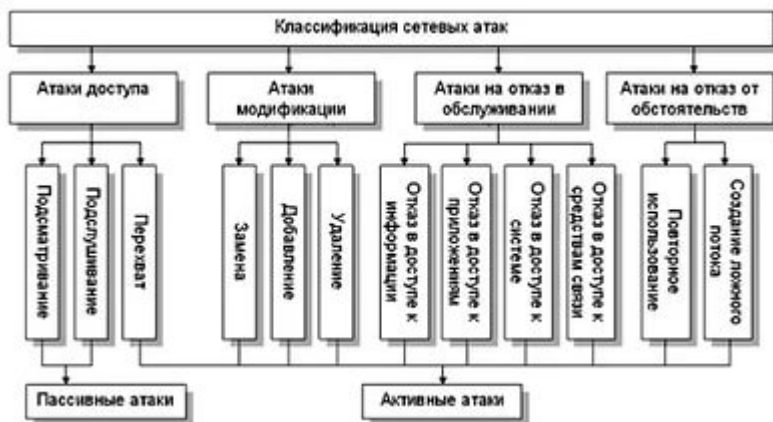 Классификация сетевых атак
Атаки доступа
Атаки
модификации
Атаки на отказ в
обслуживании
Атаки на отказ от
обстоятельств
Подсматривание
Подслушивание
Перехват
Замена
Добавление
Удаление
Отказ в доступе к
информации
Отказ в доступе к
приложениям
Отказ в доступе к
системе
Отказ в доступе к
средствам связи
Повторное
использование
Создание ложного
потока
Пассивные атаки
Активные атаки